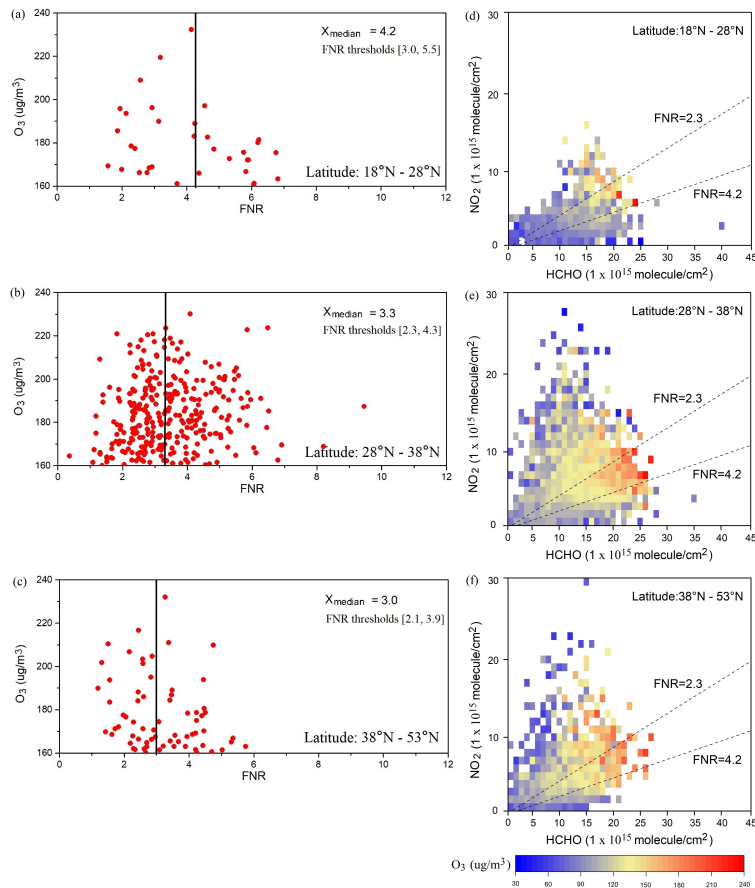 (a)
240
220
200
180
160
O3 (ug/m3)
Xmedian = 4.2
FNR thresholds [3.0, 5.5]
Latitude: 18°N - 28°N
0 2 4 6 8 10 12
FNR
(d)
30
20
10
0
NO2 (1 x 10^15 molecule/cm2)
Latitude:18°N - 28°N
FNR=2.3
FNR=4.2
0 5 10 15 20 25 30 35 40 45
HCHO (1 x 10^15 molecule/cm2)
(b)
240
220
200
180
160
O3 (ug/m3)
Xmedian = 3.3
FNR thresholds [2.3, 4.3]
Latitude: 28°N - 38°N
0 2 4 6 8 10 12
FNR
(e)
30
20
10
0
NO2 (1 x 10^15 molecule/cm2)
Latitude:28°N - 38°N
FNR=2.3
FNR=4.2
0 5 10 15 20 25 30 35 40 45
HCHO (1 x 10^15 molecule/cm2)
(c)
240
220
200
180
160
O3 (ug/m3)
Xmedian = 3.0
FNR thresholds [2.1, 3.9]
Latitude: 38°N - 53°N
0 2 4 6 8 10 12
FNR
(f)
30
20
10
0
NO2 (1 x 10^15 molecule/cm2)
Latitude:38°N - 53°N
FNR=2.3
FNR=4.2
0 5 10 15 20 25 30 35 40 45
HCHO (1 x 10^15 molecule/cm2)
O3 (ug/m3)
30 60 90 120 150 180 210 240